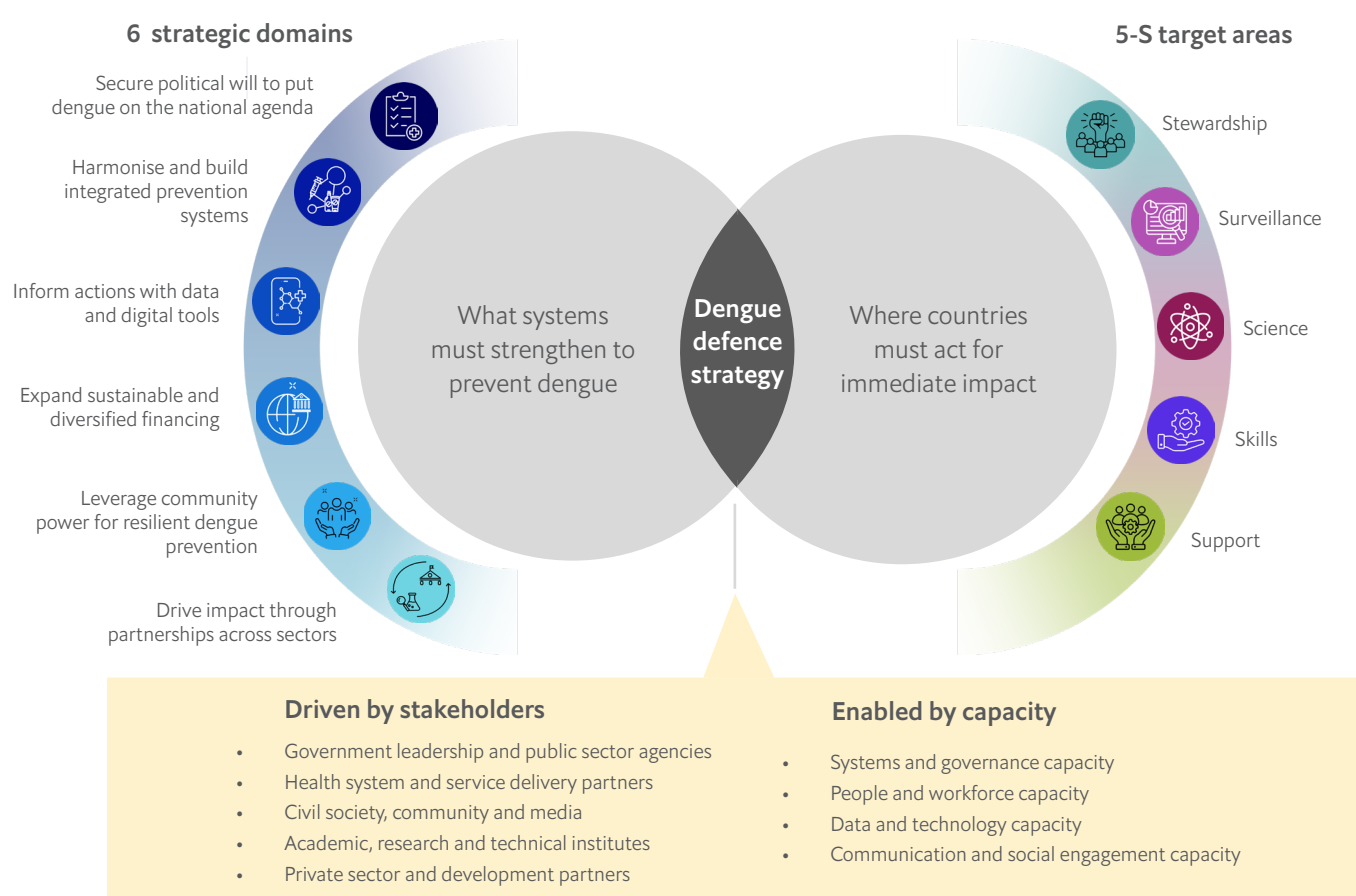 6 strategic domains
Secure political will to put
dengue on the national agenda
Harmonise and build
integrated prevention
systems
Inform actions with data
and digital tools
Expand sustainable and
diversified financing
Leverage community
power for resilient dengue
prevention
Drive impact through
partnerships across sectors
What systems
must strengthen to
prevent dengue
Dengue
defence
strategy
Where countries
must act for
immediate impact
5-S target areas
Stewardship
Surveillance
Science
Skills
Support
Driven by stakeholders
• Government leadership and public sector agencies
• Health system and service delivery partners
• Civil society, community and media
• Academic, research and technical institutes
• Private sector and development partners
Enabled by capacity
• Systems and governance capacity
• People and workforce capacity
• Data and technology capacity
• Communication and social engagement capacity